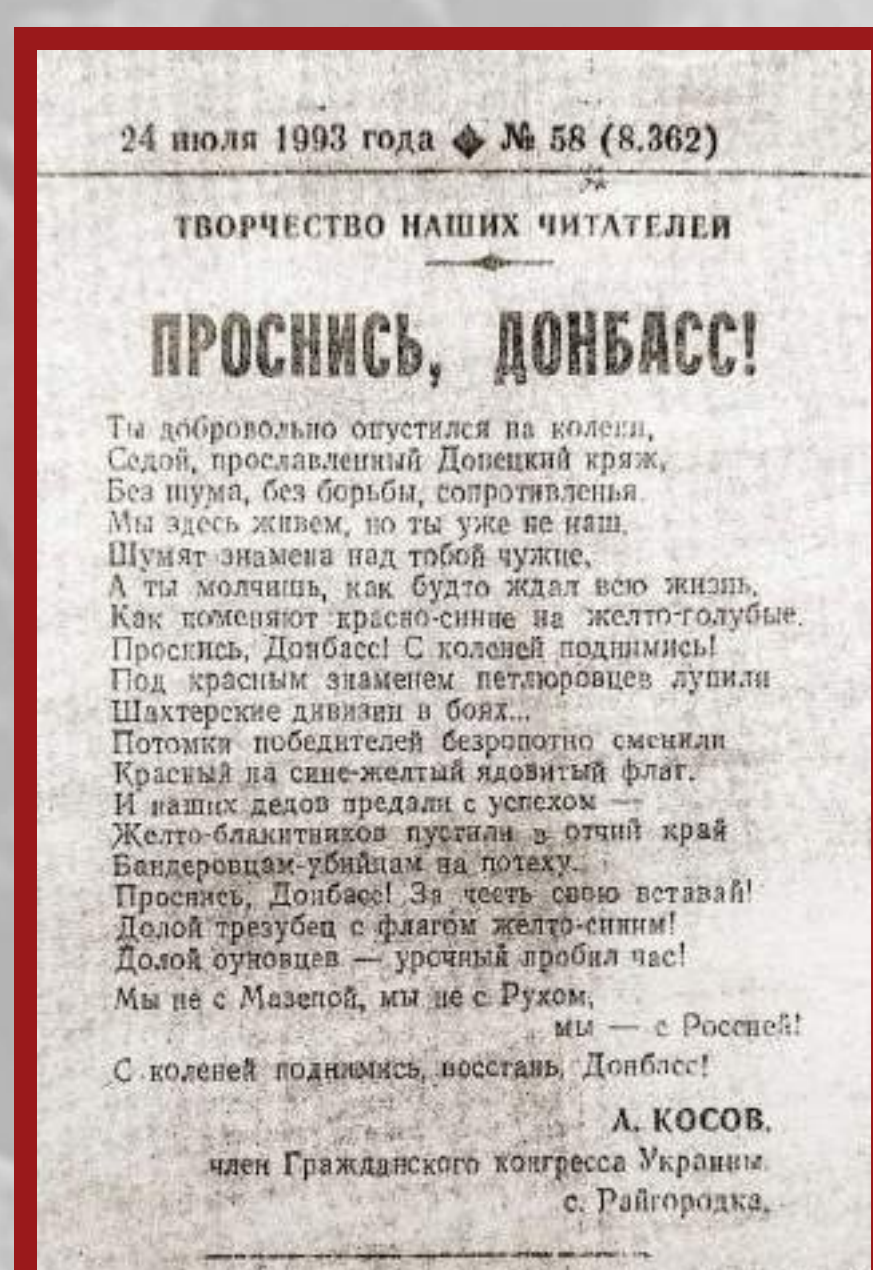 24 июля 1993 года ◆ № 58 (8.362)
ТВОРЧЕСТВО НАШИХ ЧИТАТЕЛЕЙ
ПРОСНИСЬ, ДОНБАСС!
Ты добровольно опустился на колени,
Седой, прославленный Донецкий кряж,
Без шума, без борьбы, сопротивленья.
Мы здесь живем, но ты уже не наш.
Шумят знамена над тобой чужие,
А ты молчишь, как будто ждал всю жизнь,
Как поменяют красно-синие на желто-голубые.
Проснись, Донбасс! С коленей поднимись!
Под красным знаменем петлюровцев лупили
Шахтерские дивизии в боях...
Потомки победителей безропотно сменили
Красный на сине-желтый ядовитый флаг.
И наших дедов предали с успехом —
Желто-блакитников пустили в отчий край
Бандеровцам-убийцам на потеху.
Проснись, Донбасс! За честь свою вставай!
Долой трезубец с флагом желто-синим!
Долой оуновцев — урочный пробил час!
Мы не с Мазепой, мы не с Рухом,
мы — с Россией!
С коленей поднимись, восстань, Донбасс!
А. КОСОВ,
член Гражданского конгресса Украины.
с. Райгородка.